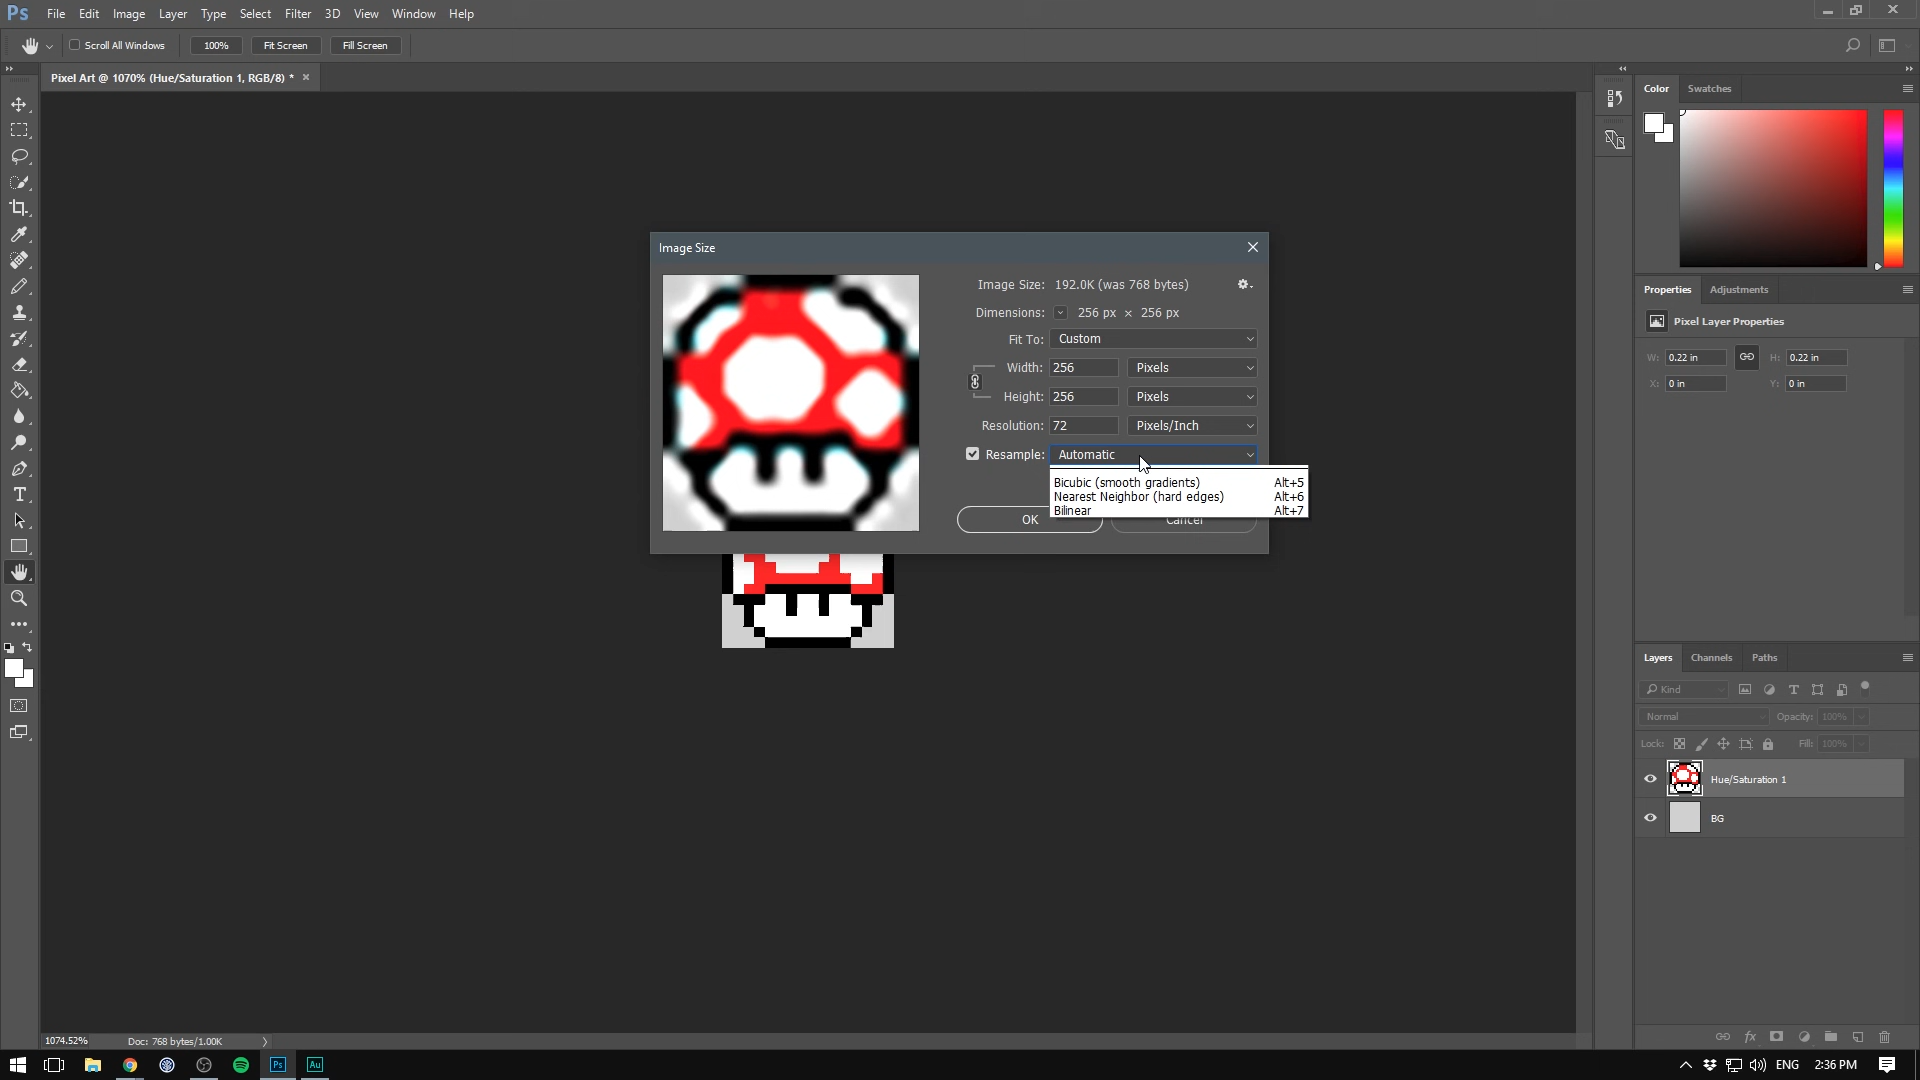 Ps File Edit Image Layer Type Select Filter 3D View Window Help
Scroll All Windows 100% Fit Screen Fill Screen
Pixel Art @ 1070% (Hue/Saturation 1, RGB/8) *
Color Swatches
Image Size
Image Size: 192.0K (was 768 bytes)
Dimensions: 256 px × 256 px
Fit To: Custom
Width: 256 Pixels
Height: 256 Pixels
Resolution: 72 Pixels/Inch
Resample: Automatic
Bicubic (smooth gradients) Alt+5
Nearest Neighbor (hard edges) Alt+6
Bilinear Alt+7
OK Cancel
Properties Adjustments
Pixel Layer Properties
W: 0.22 in H: 0.22 in
X: 0 in Y: 0 in
Layers Channels Paths
Kind
Normal Opacity: 100%
Lock: Fill: 100%
Hue/Saturation 1
BG
1074.52% Doc: 768 bytes/1.00K
Ps Au ENG 2:36 PM